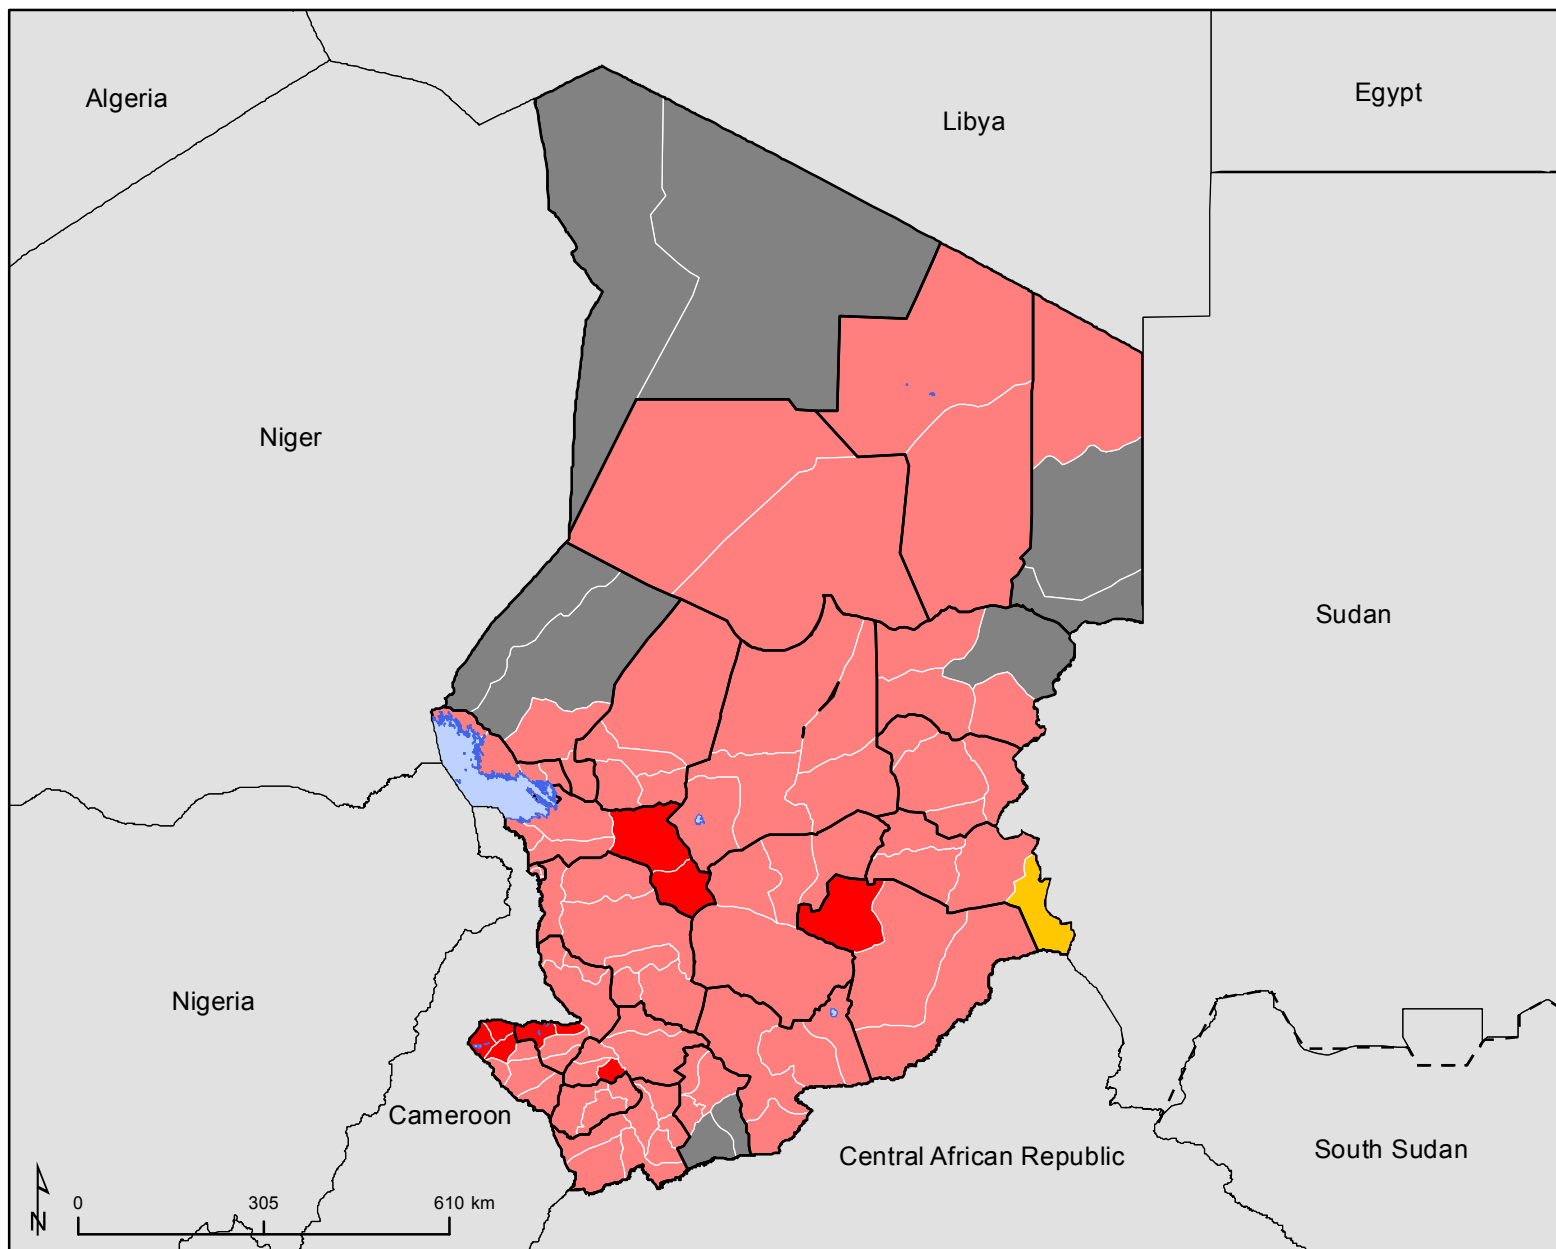 Algeria
Egypt
Libya
Niger
Sudan
Nigeria
Cameroon
Central African Republic
South Sudan
N
0 305 610 km